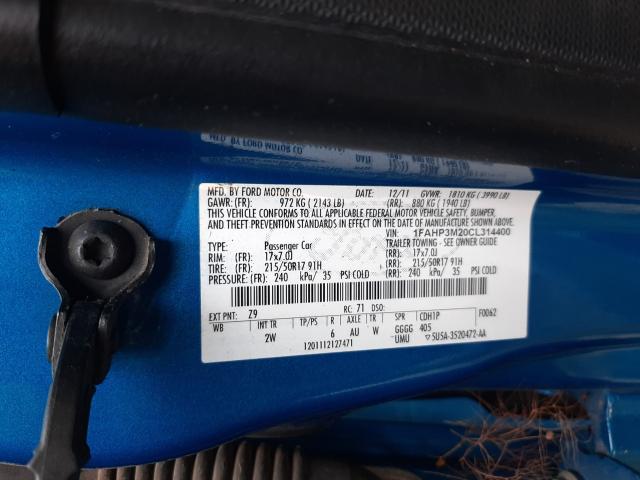 MFD. BY FORD MOTOR CO. DATE: 12/11 GVWR: 1810 KG ( 3990 LB)
GAWR: (FR): 972 KG ( 2143 LB) (RR): 880 KG ( 1940 LB)
THIS VEHICLE CONFORMS TO ALL APPLICABLE FEDERAL MOTOR VEHICLE SAFETY, BUMPER,
AND THEFT PREVENTION STANDARDS IN EFFECT ON THE DATE OF MANUFACTURE SHOWN ABOVE.
VIN: 1FAHP3M20CL314400
TYPE: Passenger Car TRAILER TOWING - SEE OWNER GUIDE
RIM: (FR): 17x7.0J (RR): 17x7.0J
TIRE: (FR): 215/50R17 91H (RR): 215/50R17 91H
PRESSURE: (FR): 240 kPa/ 35 PSI COLD (RR): 240 kPa/ 35 PSI COLD
EXT PNT: Z9 RC: 71 DSO: F0062
WB INT TR TP/PS R AXLE TR SPR CDH1P
2W 6 AU W GGGG 405
1201112127471 UMU ▽5U5A-3520472-AA